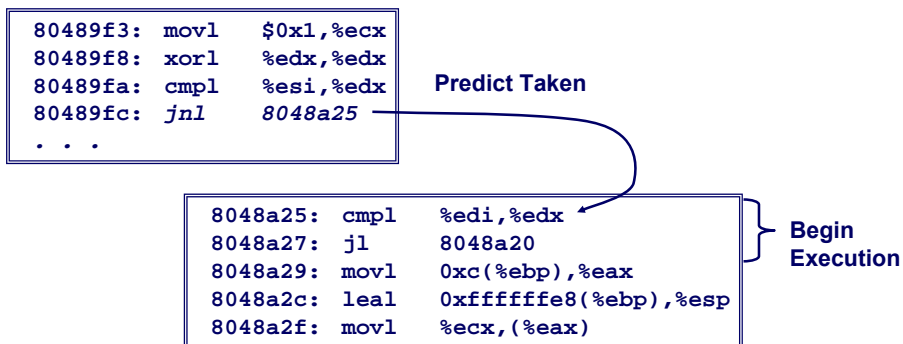 80489f3: movl $0x1,%ecx
80489f8: xorl %edx,%edx
80489fa: cmpl %esi,%edx
80489fc: jnl 8048a25
. . .
Predict Taken
8048a25: cmpl %edi,%edx
8048a27: jl 8048a20
8048a29: movl 0xc(%ebp),%eax
8048a2c: leal 0xffffffe8(%ebp),%esp
8048a2f: movl %ecx,(%eax)
Begin
Execution